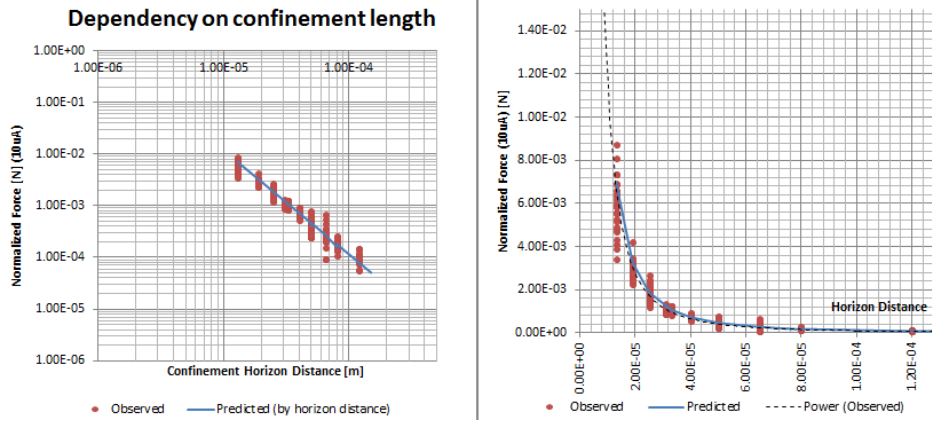 Dependency on confinement length
1.00E+00
1.00E-06 1.00E-05 1.00E-04
1.00E-01
1.00E-02
1.00E-03
1.00E-04
1.00E-05
1.00E-06
Normalized Force [N] (10uA)
Confinement Horizon Distance [m]
Observed Predicted (by horizon distance)
1.40E-02
1.20E-02
1.00E-02
8.00E-03
6.00E-03
4.00E-03
2.00E-03
0.00E+00
Normalized Force (10uA) [N]
Horizon Distance
0.00E+00 2.00E-05 4.00E-05 6.00E-05 8.00E-05 1.00E-04 1.20E-04
Observed Predicted Power (Observed)